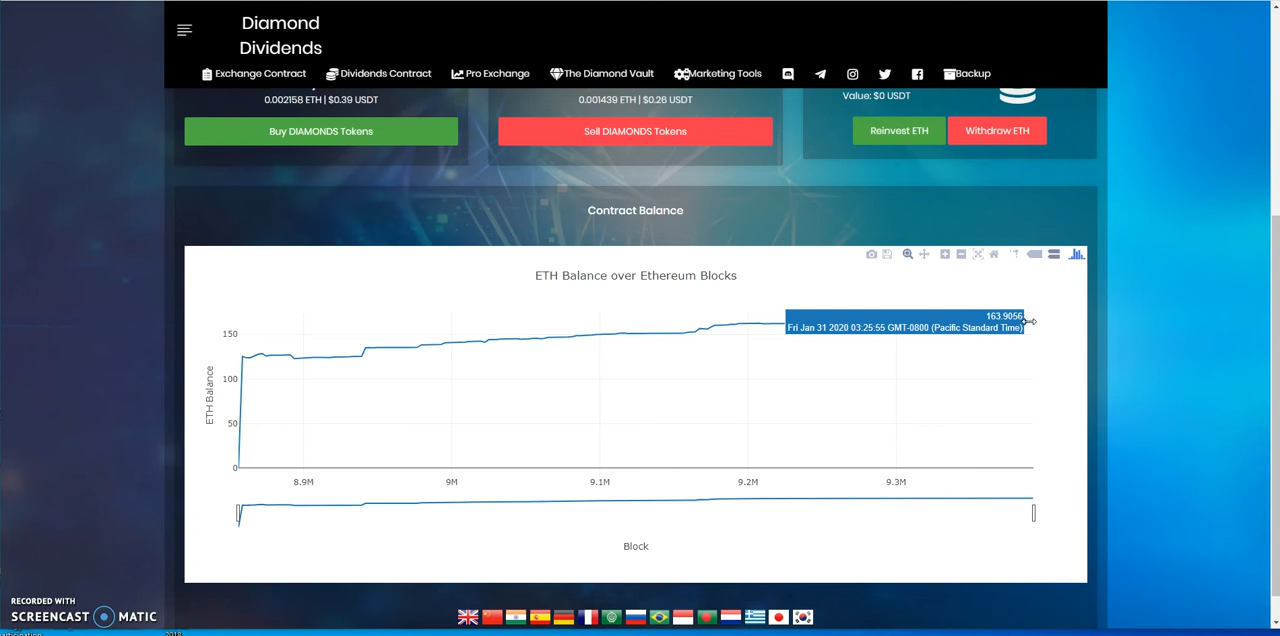 Diamond
Dividends
Exchange Contract
Dividends Contract
Pro Exchange
The Diamond Vault
Marketing Tools
Backup
0.002158 ETH | $0.39 USDT
0.001439 ETH | $0.26 USDT
Value: $0 USDT
Buy DIAMONDS Tokens
Sell DIAMONDS Tokens
Reinvest ETH
Withdraw ETH
Contract Balance
ETH Balance over Ethereum Blocks
163.9056
Fri Jan 31 2020 03:25:55 GMT-0800 (Pacific Standard Time)
150
100
50
0
ETH Balance
8.9M
9M
9.1M
9.2M
9.3M
Block
RECORDED WITH
SCREENCAST MATIC
2018